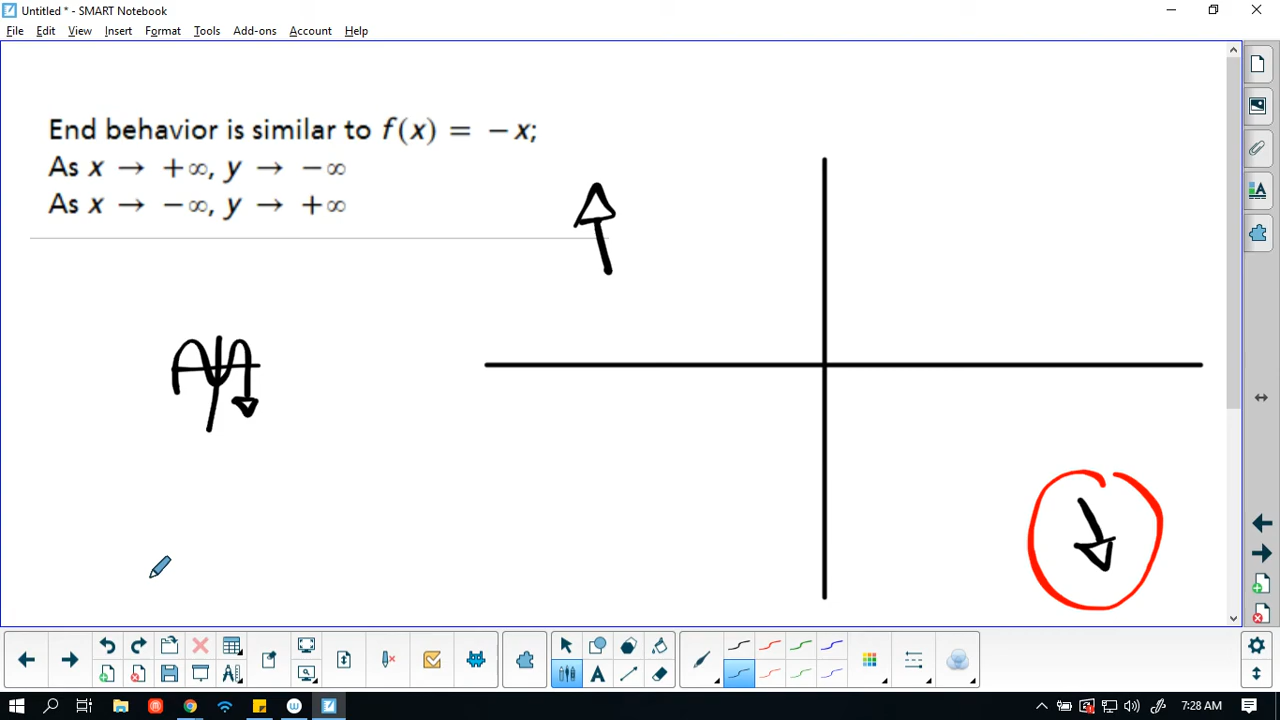 Untitled * - SMART Notebook
File Edit View Insert Format Tools Add-ons Account Help
End behavior is similar to f(x) = −x;
As x → +∞, y → −∞
As x → −∞, y → +∞
7:28 AM